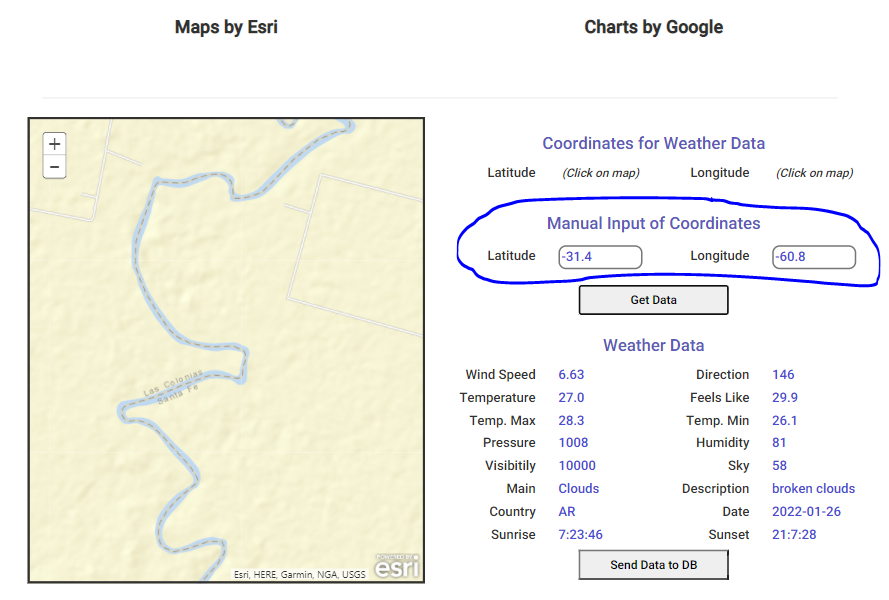 Maps by Esri
Charts by Google
+
−
Las Colonias
Santa Fe
Esri, HERE, Garmin, NGA, USGS
POWERED BY
esri
Coordinates for Weather Data
Latitude (Click on map) Longitude (Click on map)
Manual Input of Coordinates
Latitude -31.4 Longitude -60.8
Get Data
Weather Data
Wind Speed 6.63 Direction 146
Temperature 27.0 Feels Like 29.9
Temp. Max 28.3 Temp. Min 26.1
Pressure 1008 Humidity 81
Visibitily 10000 Sky 58
Main Clouds Description broken clouds
Country AR Date 2022-01-26
Sunrise 7:23:46 Sunset 21:7:28
Send Data to DB